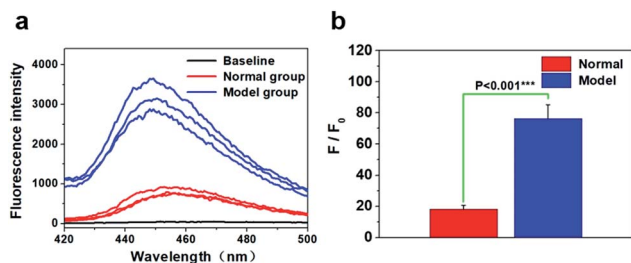 a
Fluorescence intensity
4000
3000
2000
1000
0
Baseline
Normal group
Model group
420
440
460
480
500
Wavelength（nm）
b
F / F0
120
100
80
60
40
20
0
Normal
Model
P<0.001***